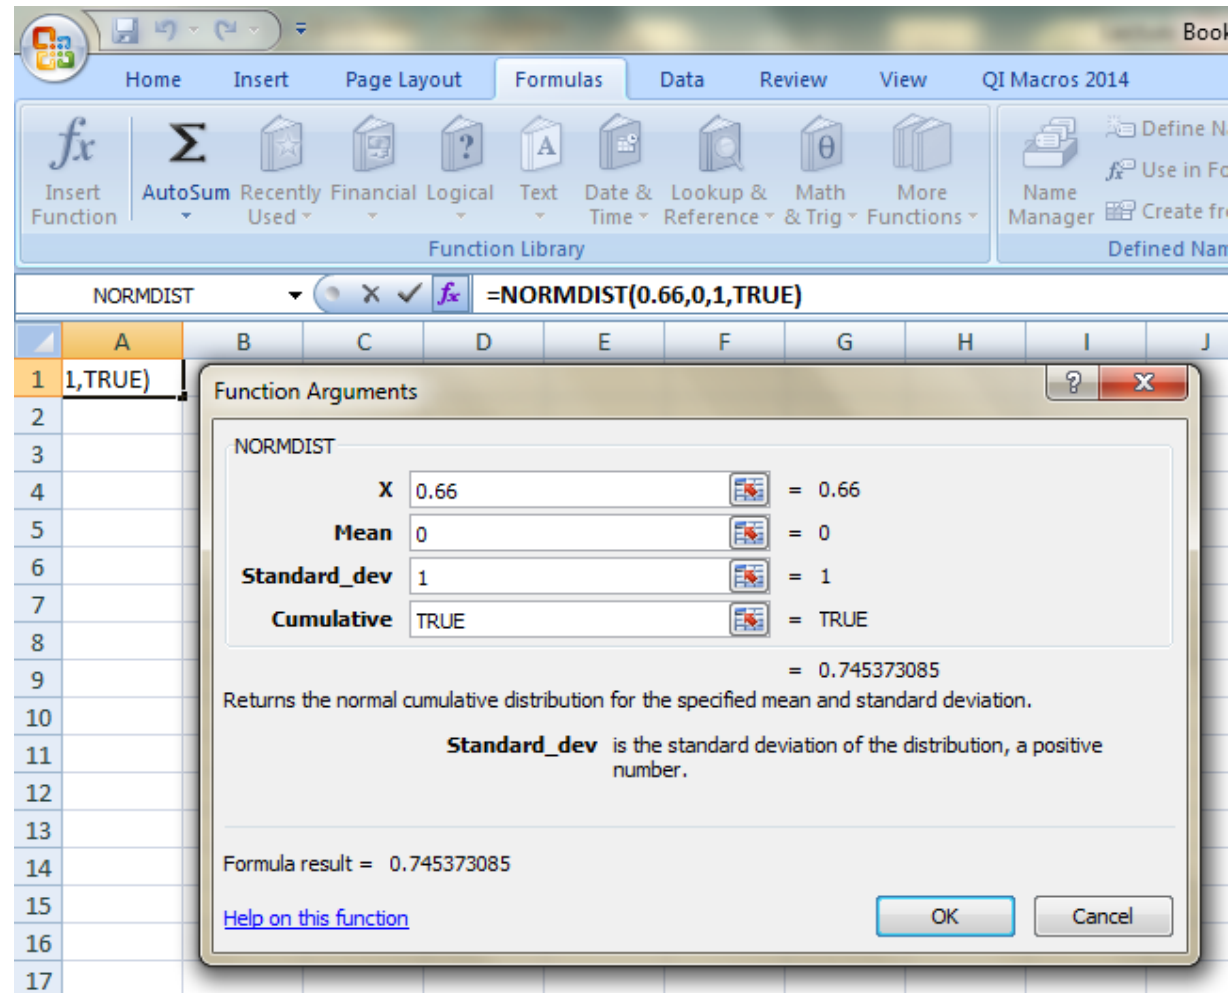 Book
Home Insert Page Layout Formulas Data Review View QI Macros 2014
fx Σ ? A θ Define N
fx Use in Fo
Insert AutoSum Recently Financial Logical Text Date & Lookup & Math More Name
Function Used Time Reference & Trig Functions Manager Create fr
Function Library Defined Nam
NORMDIST fx =NORMDIST(0.66,0,1,TRUE)
A B C D E F G H I J
1 1,TRUE)
Function Arguments ? X
2
3 NORMDIST
4 X 0.66 = 0.66
5 Mean 0 = 0
6 Standard_dev 1 = 1
7 Cumulative TRUE = TRUE
8
9 = 0.745373085
10 Returns the normal cumulative distribution for the specified mean and standard deviation.
11 Standard_dev is the standard deviation of the distribution, a positive
number.
12
13
14 Formula result = 0.745373085
15 Help on this function OK Cancel
16
17